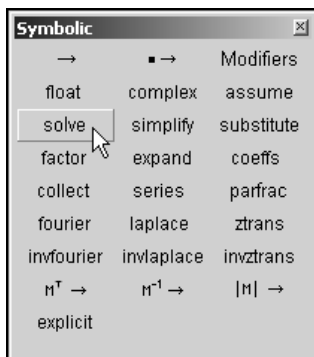 Symbolic
→ ▪ → Modifiers
float complex assume
solve simplify substitute
factor expand coeffs
collect series parfrac
fourier laplace ztrans
invfourier invlaplace invztrans
Mᵀ → M⁻¹ → |M| →
explicit